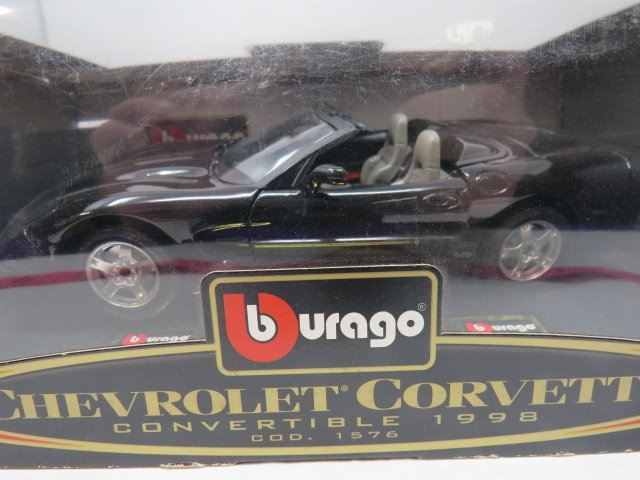 burago®
burago
burago
CHEVROLET® CORVETT
CONVERTIBLE 1998
COD. 1576